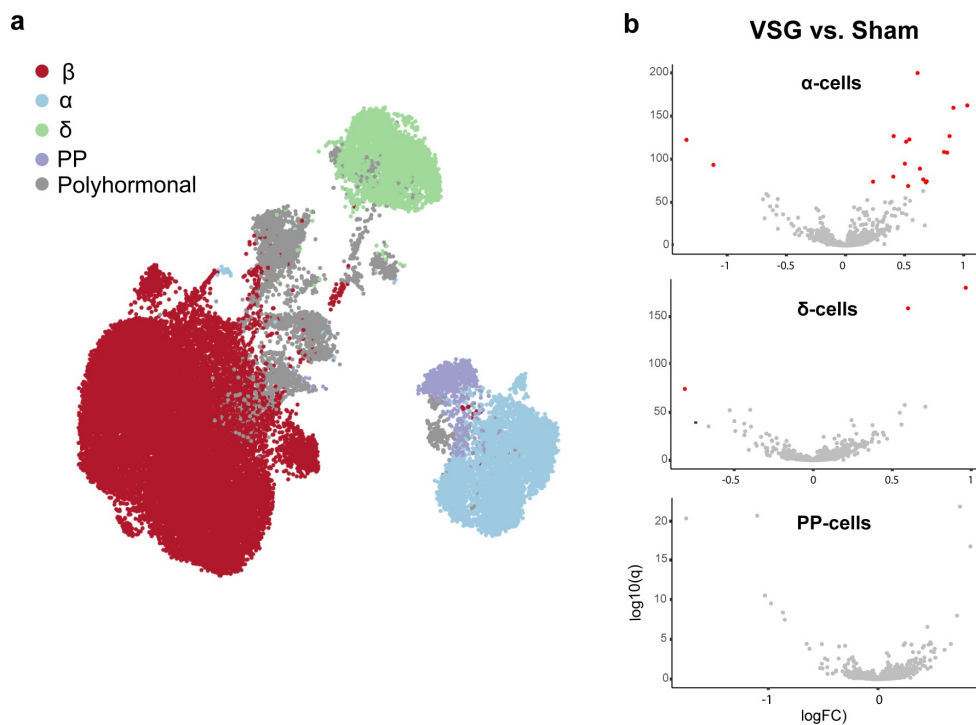 a
β
α
δ
PP
Polyhormonal
b
VSG vs. Sham
α-cells
200
150
100
50
0
-1
0
0.5
1
δ-cells
150
100
50
0
-0.5
0
0.5
1
PP-cells
20
15
10
5
0
log10(q)
-1
0
logFC)